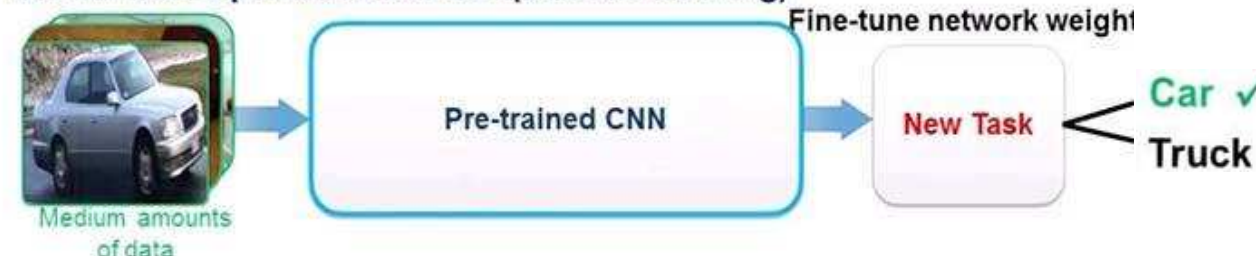 Fine-tune network weight
Pre-trained CNN
New Task
Car ✓
Truck
Medium amounts
of data